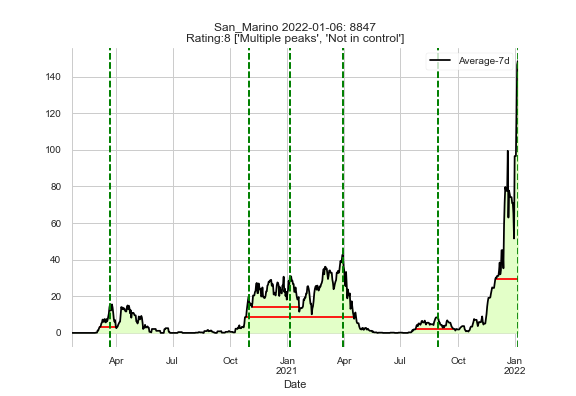 San_Marino 2022-01-06: 8847
Rating:8 ['Multiple peaks', 'Not in control']
Average-7d
140
120
100
80
60
40
20
0
Apr Jul Oct Jan Apr Jul Oct Jan
2021 2022
Date